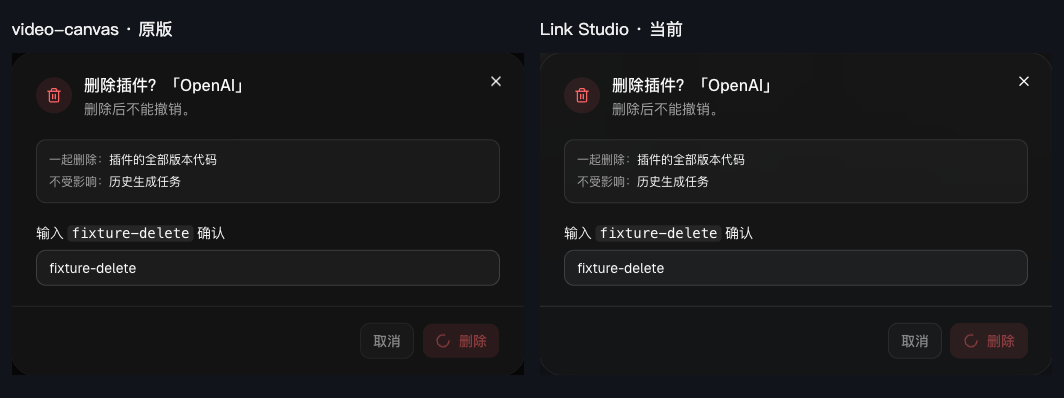 video-canvas · 原版
删除插件？「OpenAI」
删除后不能撤销。
一起删除：插件的全部版本代码
不受影响：历史生成任务
输入 fixture-delete 确认
fixture-delete
取消
删除
Link Studio · 当前
删除插件？「OpenAI」
删除后不能撤销。
一起删除：插件的全部版本代码
不受影响：历史生成任务
输入 fixture-delete 确认
fixture-delete
取消
删除